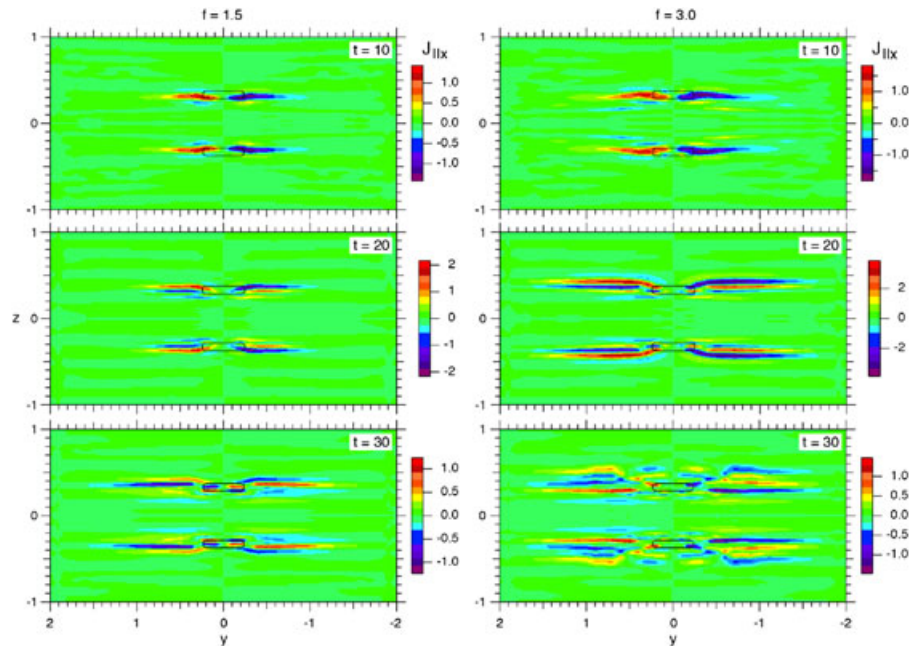 f = 1.5 f = 3.0
1 t = 10 J||x 1 t = 10 J||x
1.0 1.0
0.5
0 0.0 0 0.0
-0.5
-1.0 -1.0
-1 -1
1 t = 20 1 t = 20
2
1 2
z 0 0 0 0
-1 -2
-2
-1 -1
1 t = 30 1 t = 30
1.0 1.0
0.5 0.5
0 0.0 0 0.0
-0.5 -0.5
-1.0 -1.0
-1 -1
2 1 0 -1 -2 2 1 0 -1 -2
y y